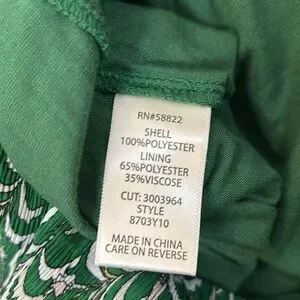 RN#58822
SHELL
100%POLYESTER
LINING
65%POLYESTER
35%VISCOSE
CUT: 3003964
STYLE
8703Y10
MADE IN CHINA
CARE ON REVERSE